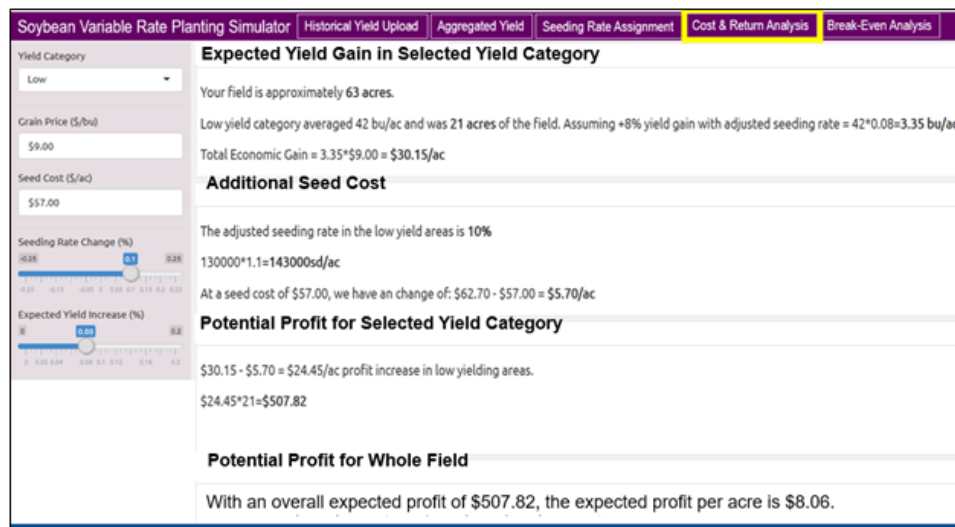 Soybean Variable Rate Planting Simulator
Historical Yield Upload
Aggregated Yield
Seeding Rate Assignment
Cost & Return Analysis
Break-Even Analysis
Yield Category
Low
Grain Price ($/bu)
$9.00
Seed Cost ($/ac)
$57.00
Seeding Rate Change (%)
-0.25
0.1
0.25
Expected Yield Increase (%)
0
0.08
0.2
Expected Yield Gain in Selected Yield Category
Your field is approximately 63 acres.
Low yield category averaged 42 bu/ac and was 21 acres of the field. Assuming +8% yield gain with adjusted seeding rate = 42*0.08=3.35 bu/ac
Total Economic Gain = 3.35*$9.00 = $30.15/ac
Additional Seed Cost
The adjusted seeding rate in the low yield areas is 10%
130000*1.1=143000sd/ac
At a seed cost of $57.00, we have an change of: $62.70 - $57.00 = $5.70/ac
Potential Profit for Selected Yield Category
$30.15 - $5.70 = $24.45/ac profit increase in low yielding areas.
$24.45*21=$507.82
Potential Profit for Whole Field
With an overall expected profit of $507.82, the expected profit per acre is $8.06.